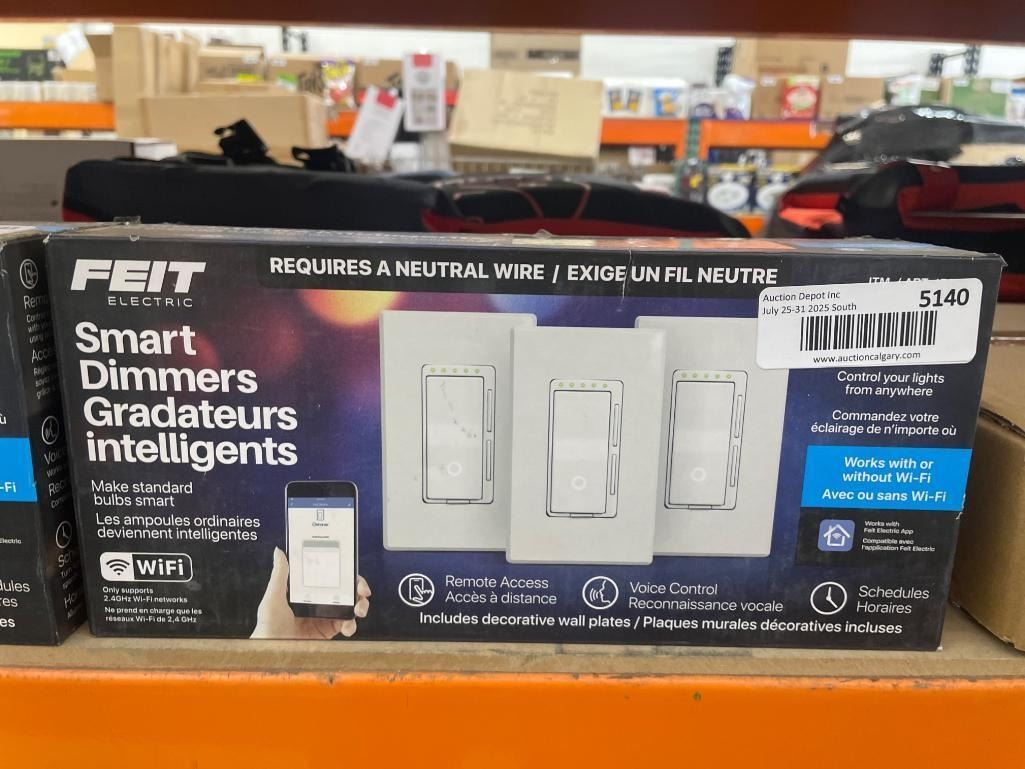 FEIT
ELECTRIC
REQUIRES A NEUTRAL WIRE / EXIGE UN FIL NEUTRE
Auction Depot Inc
July 25-31 2025 South
5140
www.auctioncalgary.com
Smart
Dimmers
Gradateurs
intelligents
Make standard
bulbs smart
Les ampoules ordinaires
deviennent intelligentes
WiFi
Only supports
2.4GHz Wi-Fi networks
Ne prend en charge que les
réseaux Wi-Fi de 2,4 GHz
Control your lights
from anywhere
Commandez votre
éclairage de n'importe où
Works with or
without Wi-Fi
Avec ou sans Wi-Fi
Works with
Feit Electric App
Compatible avec
l'application Feit Electric
Remote Access
Accès à distance
Voice Control
Reconnaissance vocale
Schedules
Horaires
Includes decorative wall plates / Plaques murales décoratives incluses